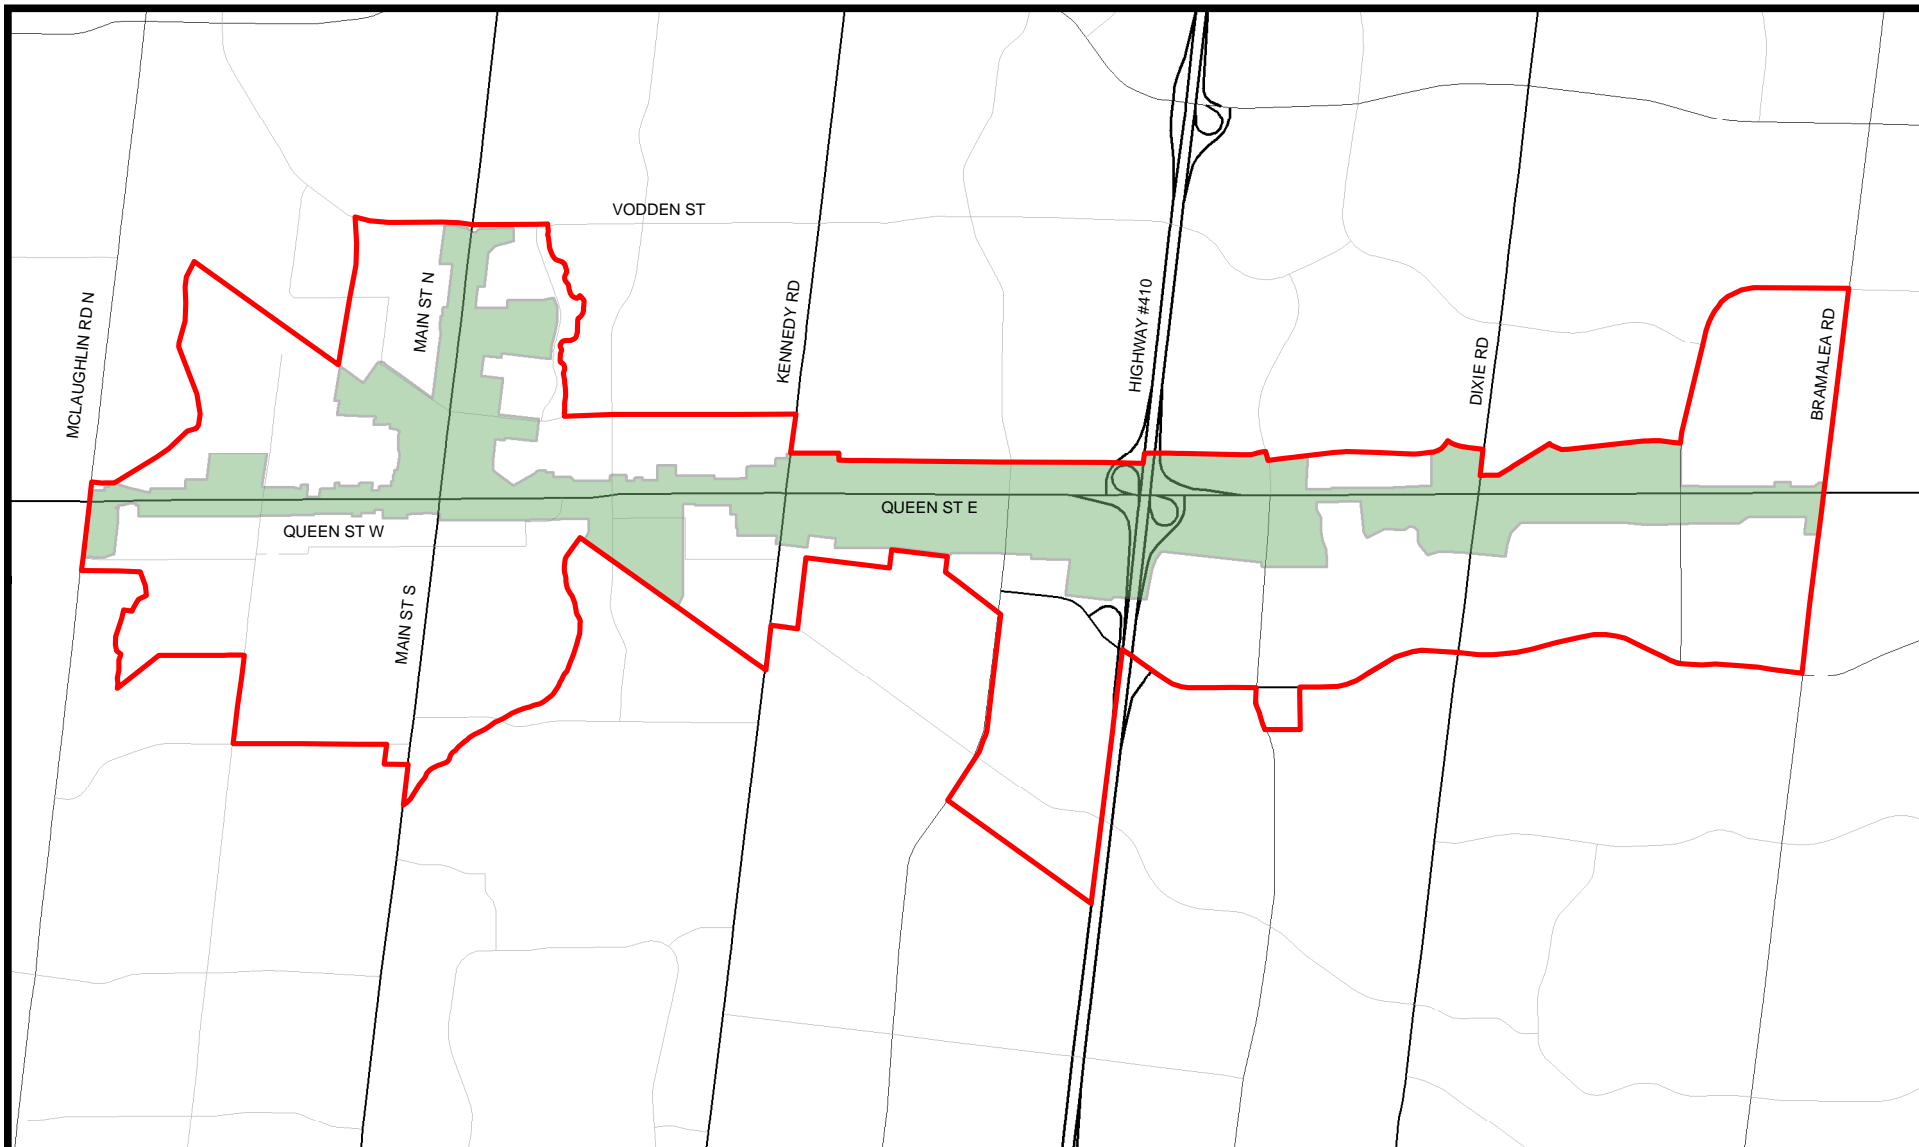 VODDEN ST
MCLAUGHLIN RD N
MAIN ST N
KENNEDY RD
HIGHWAY #410
DIXIE RD
BRAMALEA RD
QUEEN ST E
QUEEN ST W
MAIN ST S